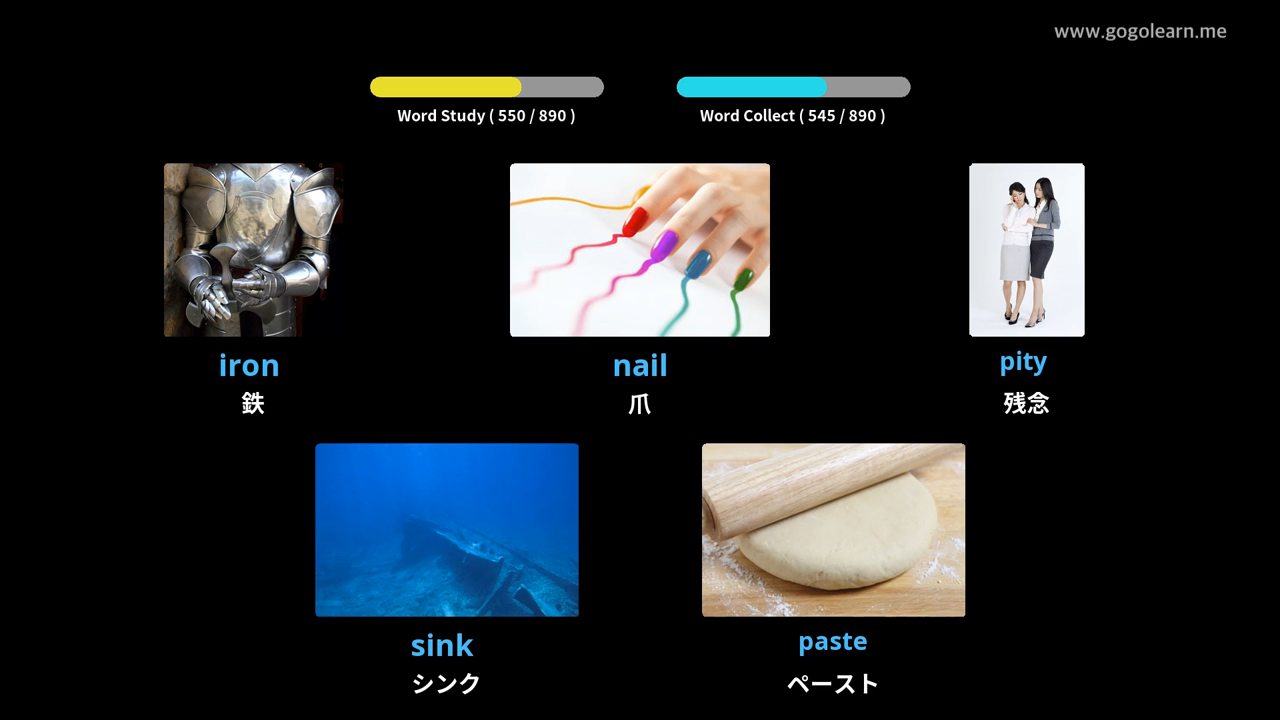 www.gogolearn.me
Word Study ( 550 / 890 )
Word Collect ( 545 / 890 )
iron
鉄
nail
爪
pity
残念
sink
シンク
paste
ペースト